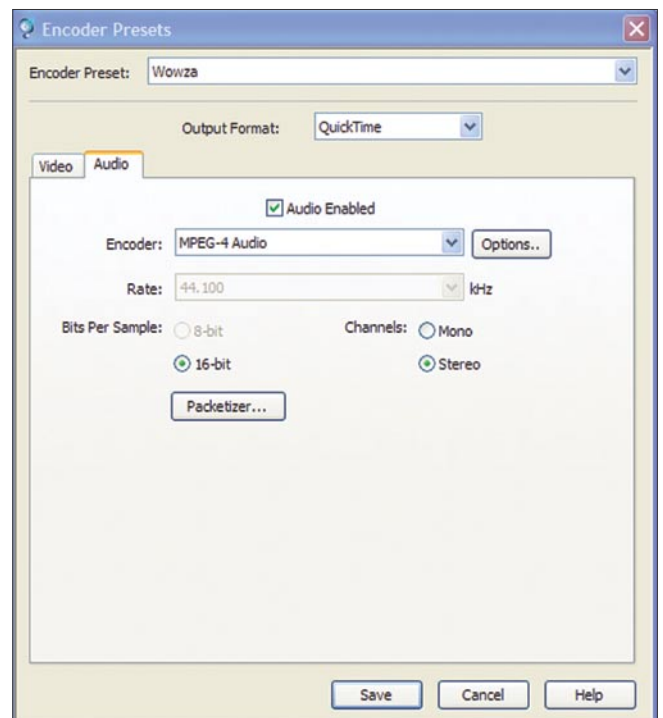 Encoder Presets
Encoder Preset: Wowza
Output Format: QuickTime
Video Audio
Audio Enabled
Encoder: MPEG-4 Audio Options..
Rate: 44.100 kHz
Bits Per Sample: 8-bit Channels: Mono
16-bit Stereo
Packetizer...
Save Cancel Help